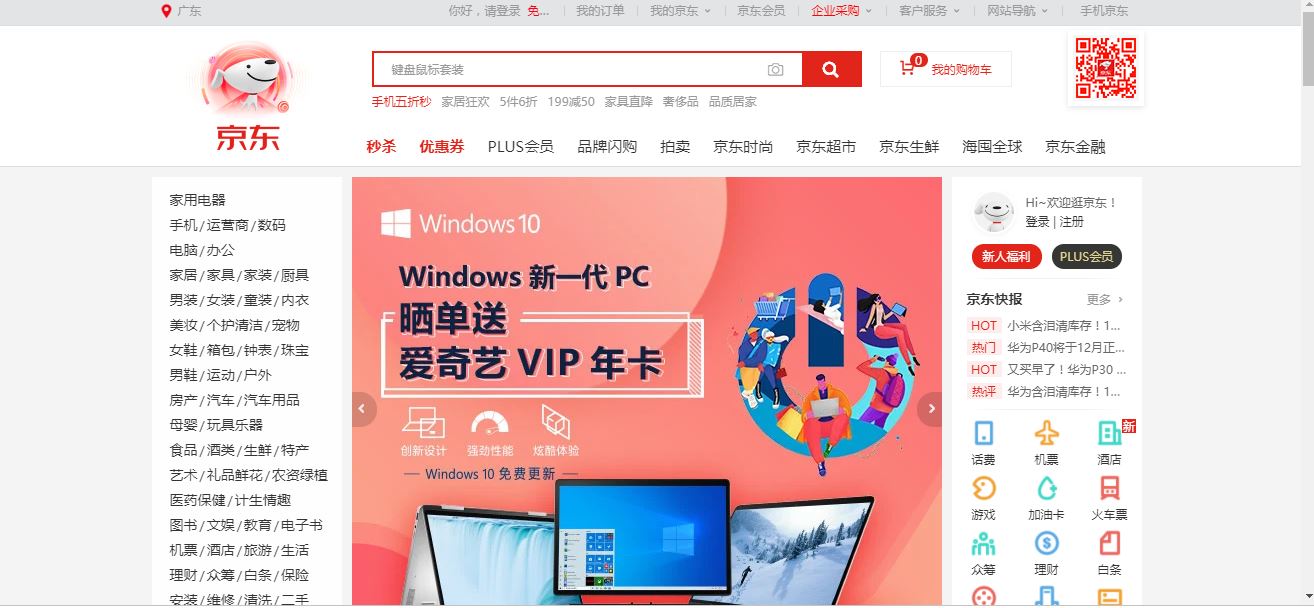 广东
你好，请登录 免... 我的订单 我的京东 京东会员 企业采购 客户服务 网站导航 手机京东
京东
键盘鼠标套装
0 我的购物车
手机五折秒 家居狂欢 5件6折 199减50 家具直降 奢侈品 品质居家
秒杀 优惠券 PLUS会员 品牌闪购 拍卖 京东时尚 京东超市 京东生鲜 海囤全球 京东金融
家用电器
手机/运营商/数码
电脑/办公
家居/家具/家装/厨具
男装/女装/童装/内衣
美妆/个护清洁/宠物
女鞋/箱包/钟表/珠宝
男鞋/运动/户外
房产/汽车/汽车用品
母婴/玩具乐器
食品/酒类/生鲜/特产
艺术/礼品鲜花/农资绿植
医药保健/计生情趣
图书/文娱/教育/电子书
机票/酒店/旅游/生活
理财/众筹/白条/保险
安装/维修/清洗/二手
Windows 10
Windows 新一代 PC
晒单送
爱奇艺 VIP 年卡
创新设计 强劲性能 炫酷体验
Windows 10 免费更新
Hi~欢迎逛京东！
登录 | 注册
新人福利 PLUS会员
京东快报 更多
HOT 小米含泪清库存！1...
热门 华为P40将于12月正...
HOT 又买早了！华为P30 ...
热评 华为含泪清库存！1...
新
话费 机票 酒店
游戏 加油卡 火车票
众筹 理财 白条